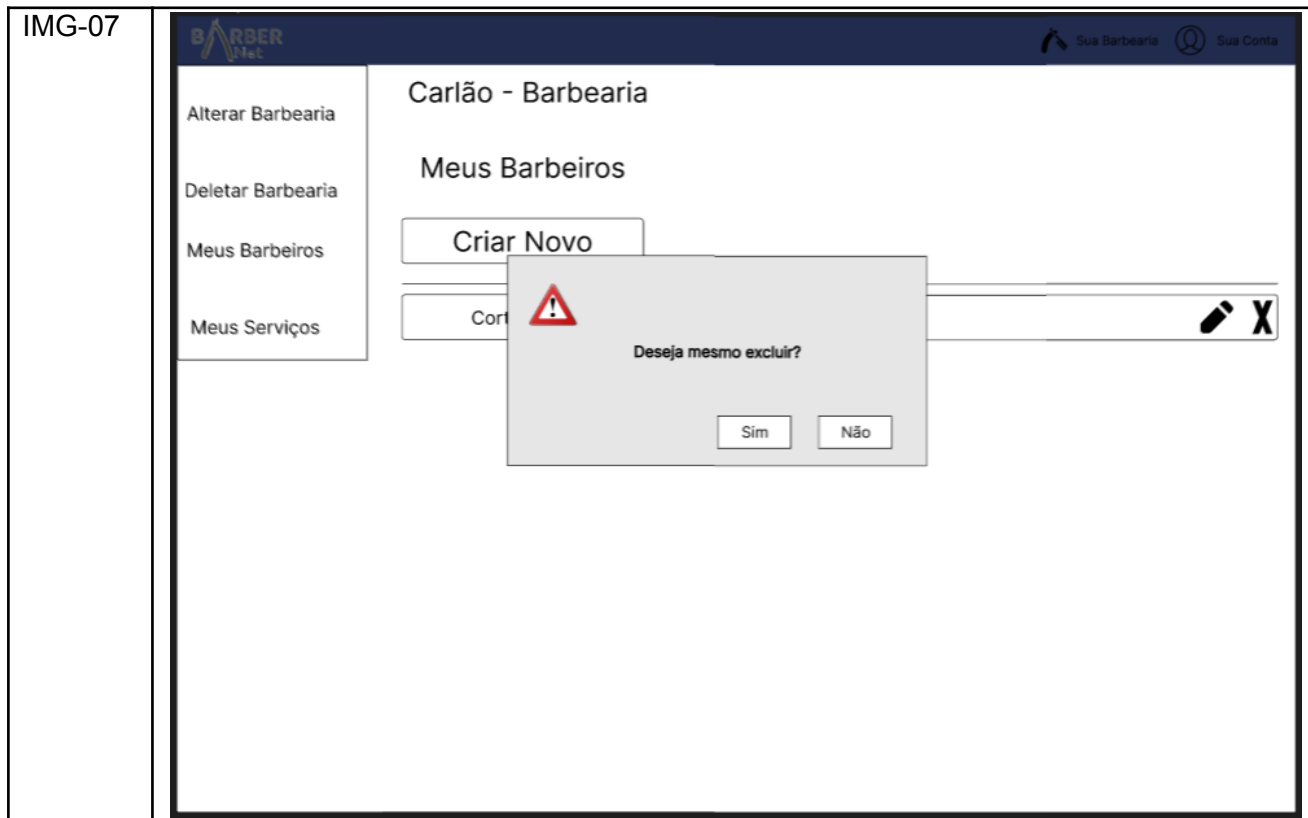 IMG-07
BARBER
Net
Sua Barbearia
Sua Conta
Alterar Barbearia
Deletar Barbearia
Meus Barbeiros
Meus Serviços
Carlão - Barbearia
Meus Barbeiros
Criar Novo
Cort
Deseja mesmo excluir?
Sim
Não
X